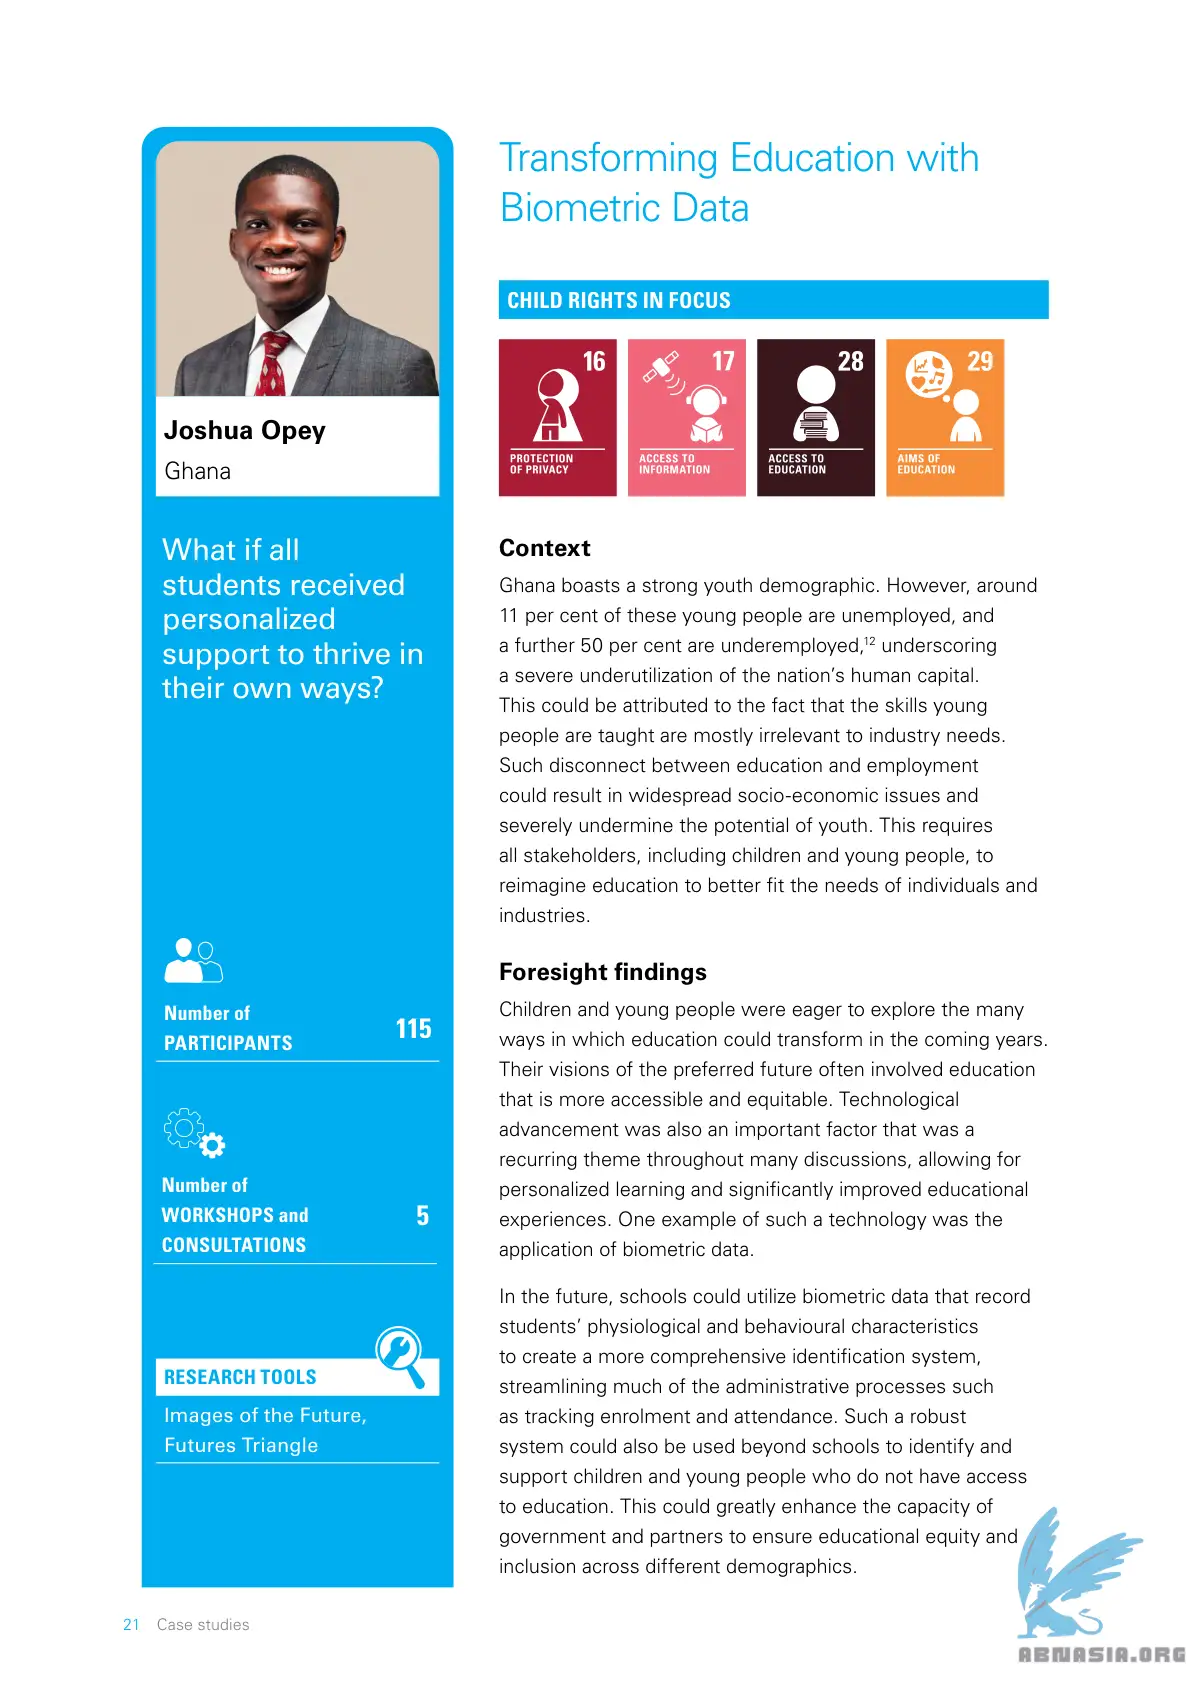 Transforming Education with
Biometric Data
Joshua Opey
Ghana
What if all
students received
personalized
support to thrive in
their own ways?
Number of
PARTICIPANTS
115
Number of
WORKSHOPS and
CONSULTATIONS
5
RESEARCH TOOLS
Images of the Future,
Futures Triangle
CHILD RIGHTS IN FOCUS
16
PROTECTION
OF PRIVACY
17
ACCESS TO
INFORMATION
28
ACCESS TO
EDUCATION
29
AIMS OF
EDUCATION
Context
Ghana boasts a strong youth demographic. However, around
11 per cent of these young people are unemployed, and
a further 50 per cent are underemployed,12 underscoring
a severe underutilization of the nation’s human capital.
This could be attributed to the fact that the skills young
people are taught are mostly irrelevant to industry needs.
Such disconnect between education and employment
could result in widespread socio-economic issues and
severely undermine the potential of youth. This requires
all stakeholders, including children and young people, to
reimagine education to better fit the needs of individuals and
industries.
Foresight findings
Children and young people were eager to explore the many
ways in which education could transform in the coming years.
Their visions of the preferred future often involved education
that is more accessible and equitable. Technological
advancement was also an important factor that was a
recurring theme throughout many discussions, allowing for
personalized learning and significantly improved educational
experiences. One example of such a technology was the
application of biometric data.
In the future, schools could utilize biometric data that record
students’ physiological and behavioural characteristics
to create a more comprehensive identification system,
streamlining much of the administrative processes such
as tracking enrolment and attendance. Such a robust
system could also be used beyond schools to identify and
support children and young people who do not have access
to education. This could greatly enhance the capacity of
government and partners to ensure educational equity and
inclusion across different demographics.
21 Case studies
ABNASIA.ORG